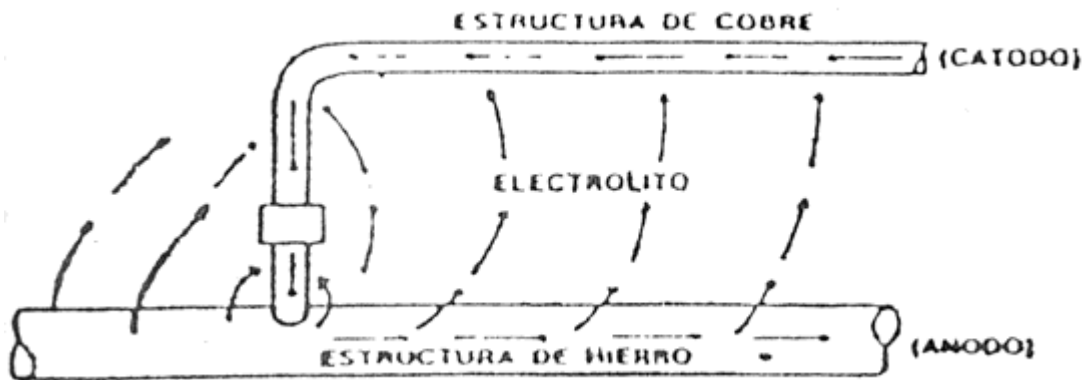 ESTRUCTURA DE COBRE
(CATODO)
ELECTROLITO
ESTRUCTURA DE HIERRO
(ANODO)